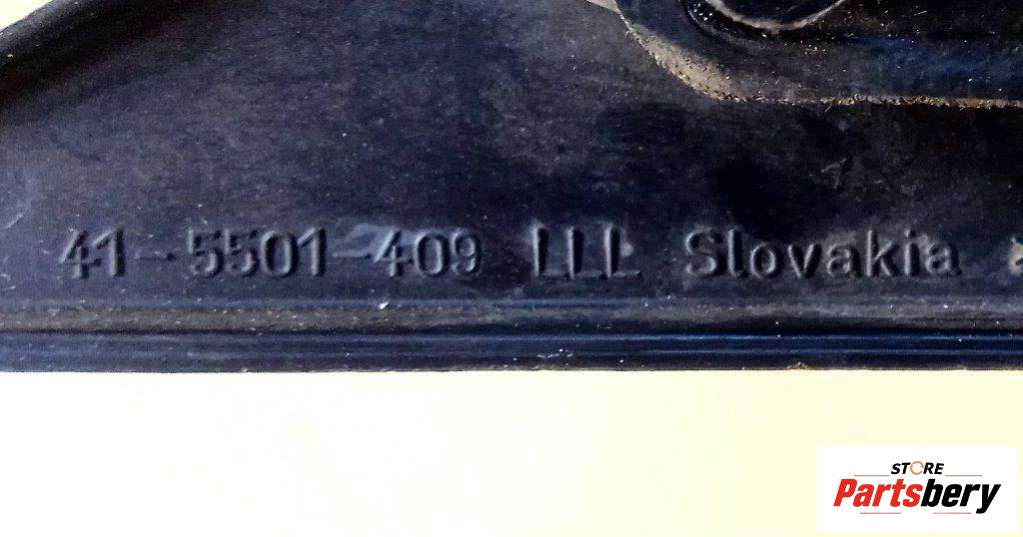 41-5501-409 LLL Slovakia
STORE
Partsbery